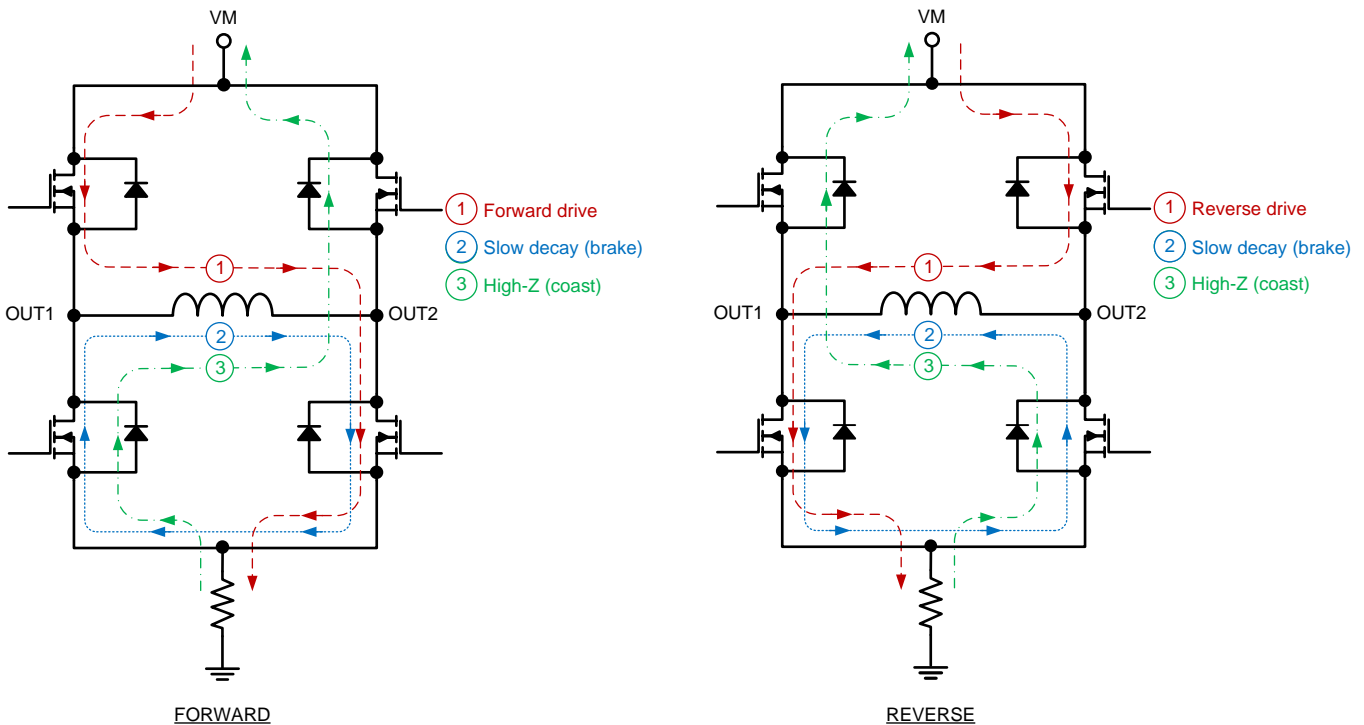 VM
1 Forward drive
2 Slow decay (brake)
3 High-Z (coast)
1
OUT1
OUT2
2
3
FORWARD
VM
1 Reverse drive
2 Slow decay (brake)
3 High-Z (coast)
1
OUT1
OUT2
2
3
REVERSE